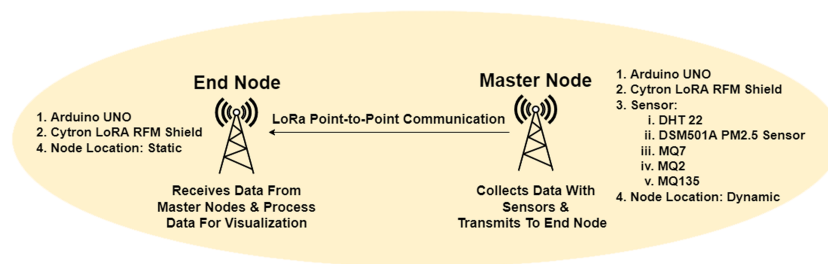 End Node
1. Arduino UNO
2. Cytron LoRA RFM Shield
4. Node Location: Static
Receives Data From
Master Nodes & Process
Data For Visualization
LoRa Point-to-Point Communication
Master Node
Collects Data With
Sensors &
Transmits To End Node
1. Arduino UNO
2. Cytron LoRA RFM Shield
3. Sensor:
i. DHT 22
ii. DSM501A PM2.5 Sensor
iii. MQ7
iv. MQ2
v. MQ135
4. Node Location: Dynamic